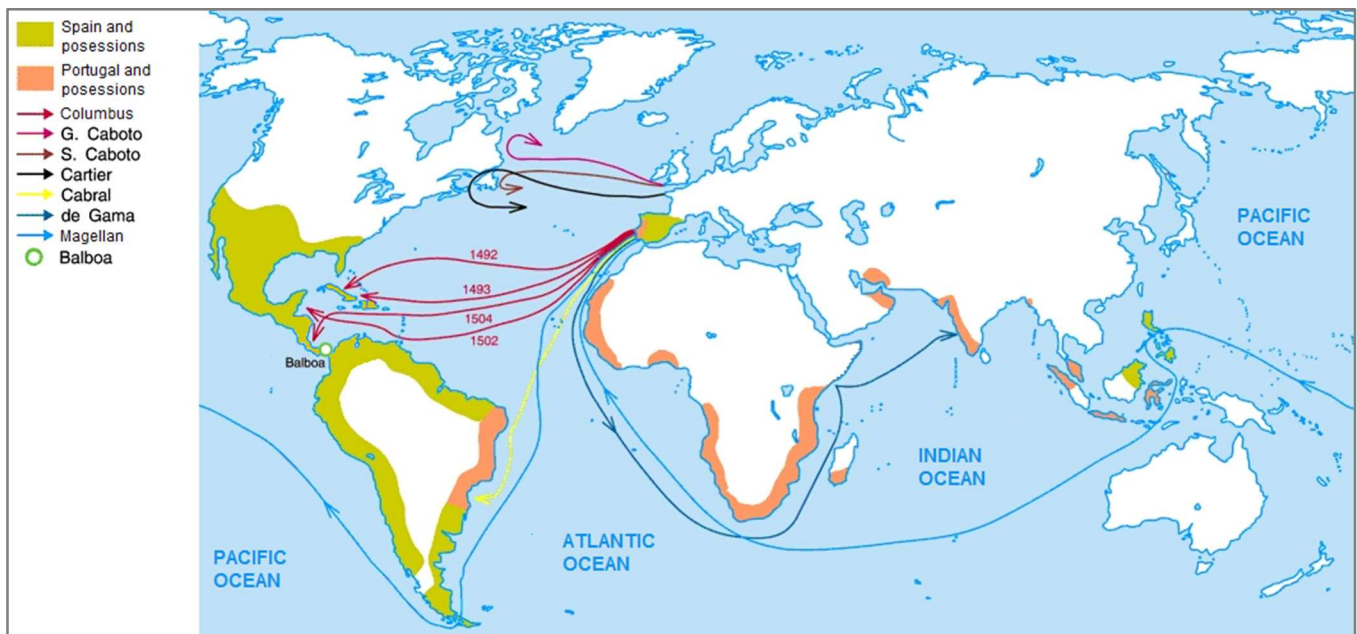 Spain and
posessions
Portugal and
posessions
Columbus
G. Caboto
S. Caboto
Cartier
Cabral
de Gama
Magellan
Balboa
1492
1493
1504
1502
Balboa
PACIFIC
OCEAN
ATLANTIC
OCEAN
INDIAN
OCEAN
PACIFIC
OCEAN